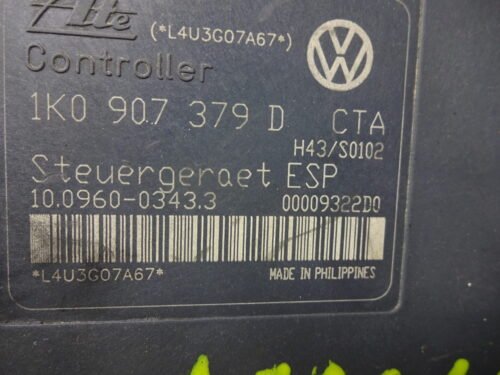 Ate (*L4U3G07A67*)
Controller
1K0 907 379 D CTA
H43/S0102
Steuergeraet ESP
10.0960-0343.3 00009322D0
*L4U3G07A67* MADE IN PHILIPPINES